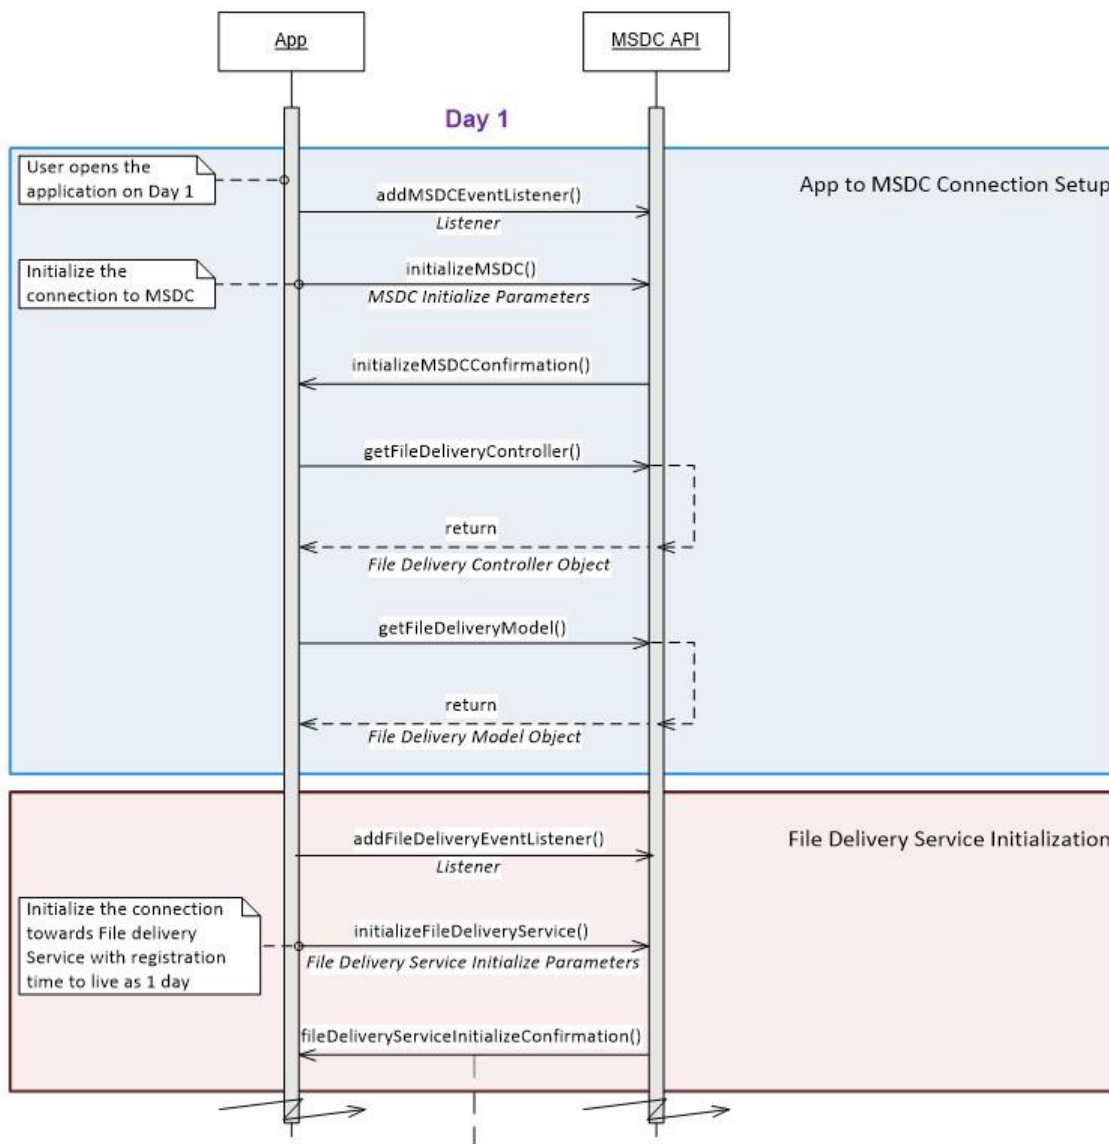 App
MSDC API
Day 1
User opens the
application on Day 1
App to MSDC Connection Setup
addMSDCEventListener()
Listener
Initialize the
connection to MSDC
initializeMSDC()
MSDC Initialize Parameters
initializeMSDCConfirmation()
getFileDeliveryController()
return
File Delivery Controller Object
getFileDeliveryModel()
return
File Delivery Model Object
File Delivery Service Initialization
addFileDeliveryEventListener()
Listener
Initialize the connection
towards File delivery
Service with registration
time to live as 1 day
initializeFileDeliveryService()
File Delivery Service Initialize Parameters
fileDeliveryServiceInitializeConfirmation()